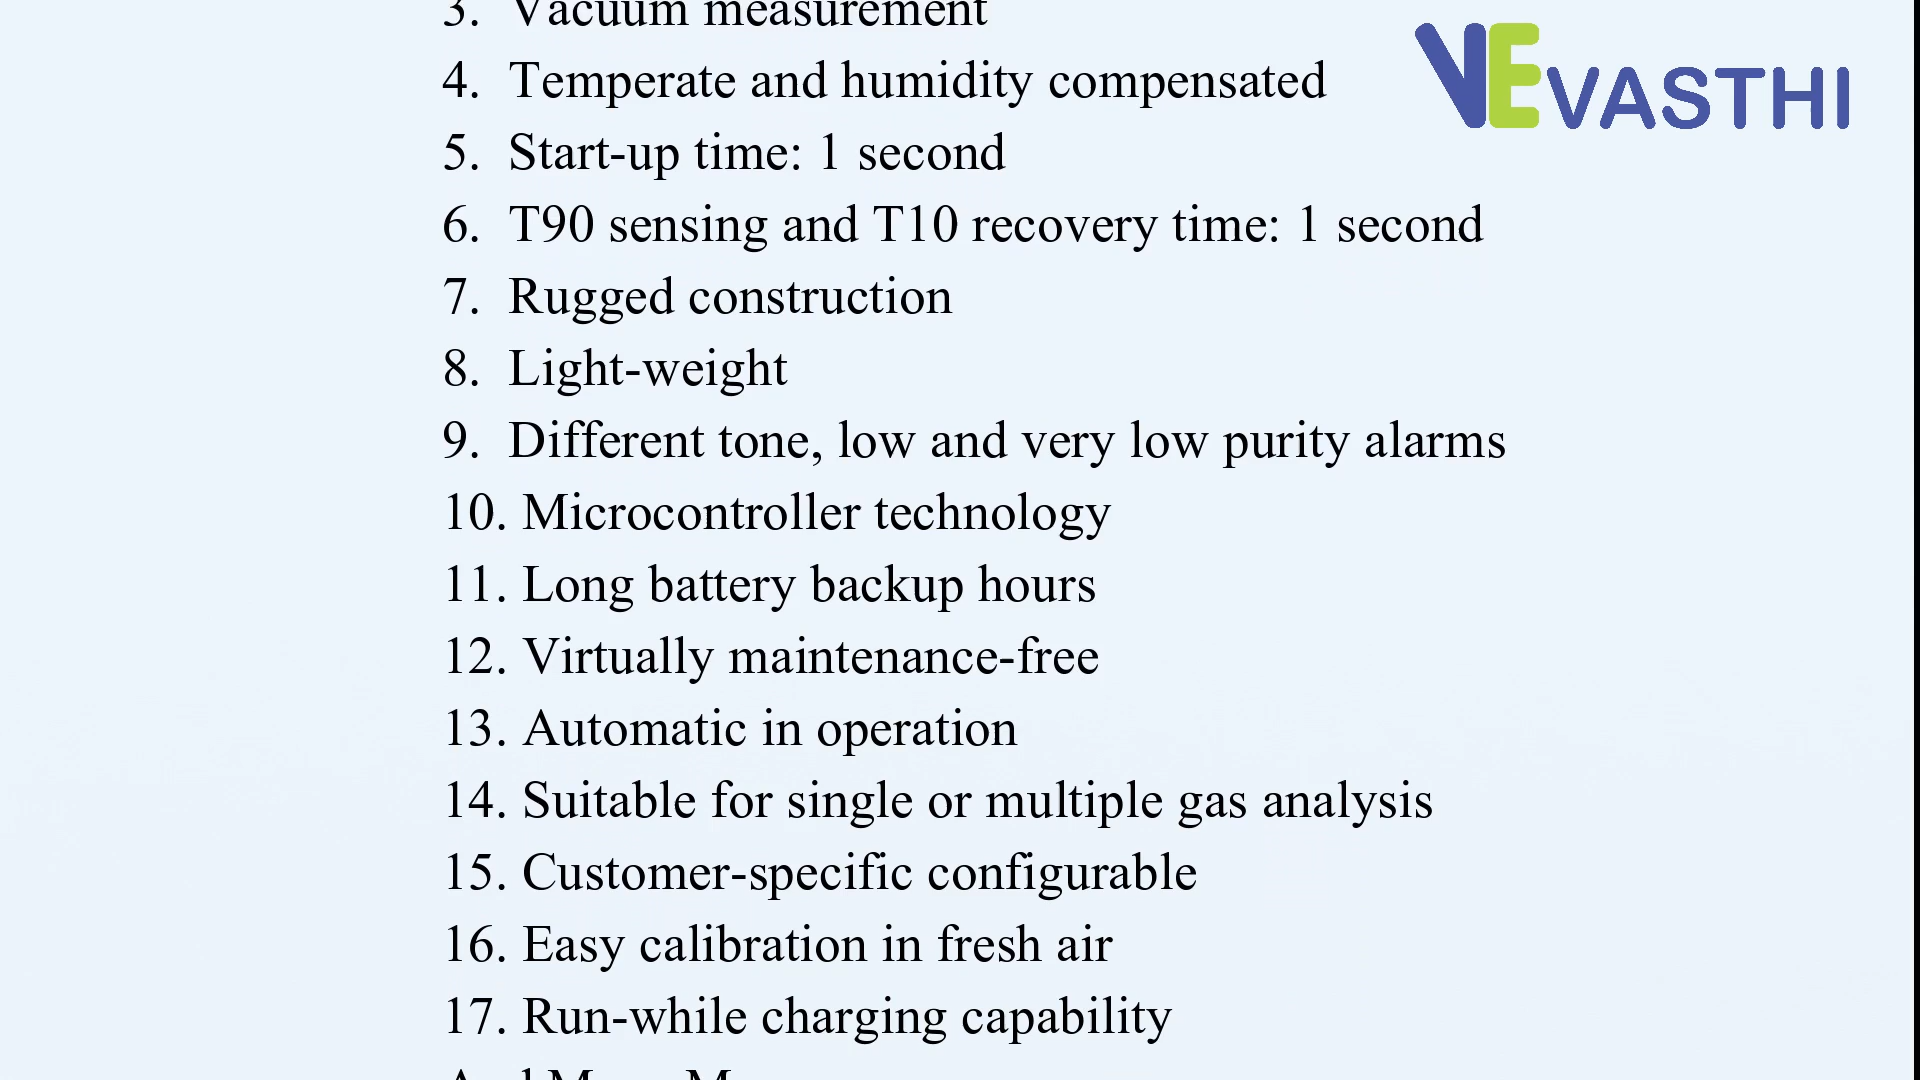 3. Vacuum measurement
VE VASTHI
4. Temperate and humidity compensated
5. Start-up time: 1 second
6. T90 sensing and T10 recovery time: 1 second
7. Rugged construction
8. Light-weight
9. Different tone, low and very low purity alarms
10. Microcontroller technology
11. Long battery backup hours
12. Virtually maintenance-free
13. Automatic in operation
14. Suitable for single or multiple gas analysis
15. Customer-specific configurable
16. Easy calibration in fresh air
17. Run-while charging capability